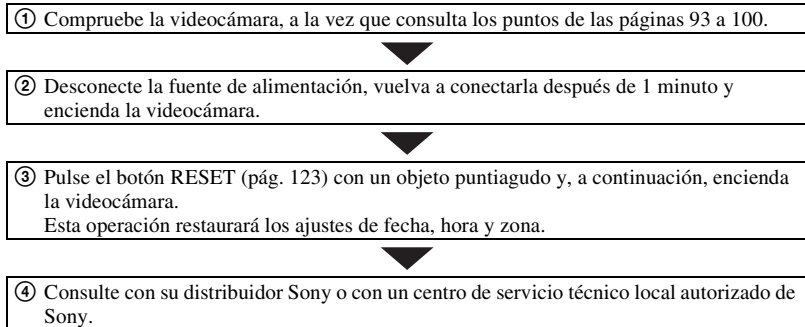 ① Compruebe la videocámara, a la vez que consulta los puntos de las páginas 93 a 100.
② Desconecte la fuente de alimentación, vuelva a conectarla después de 1 minuto y
encienda la videocámara.
③ Pulse el botón RESET (pág. 123) con un objeto puntiagudo y, a continuación, encienda
la videocámara.
Esta operación restaurará los ajustes de fecha, hora y zona.
④ Consulte con su distribuidor Sony o con un centro de servicio técnico local autorizado de
Sony.